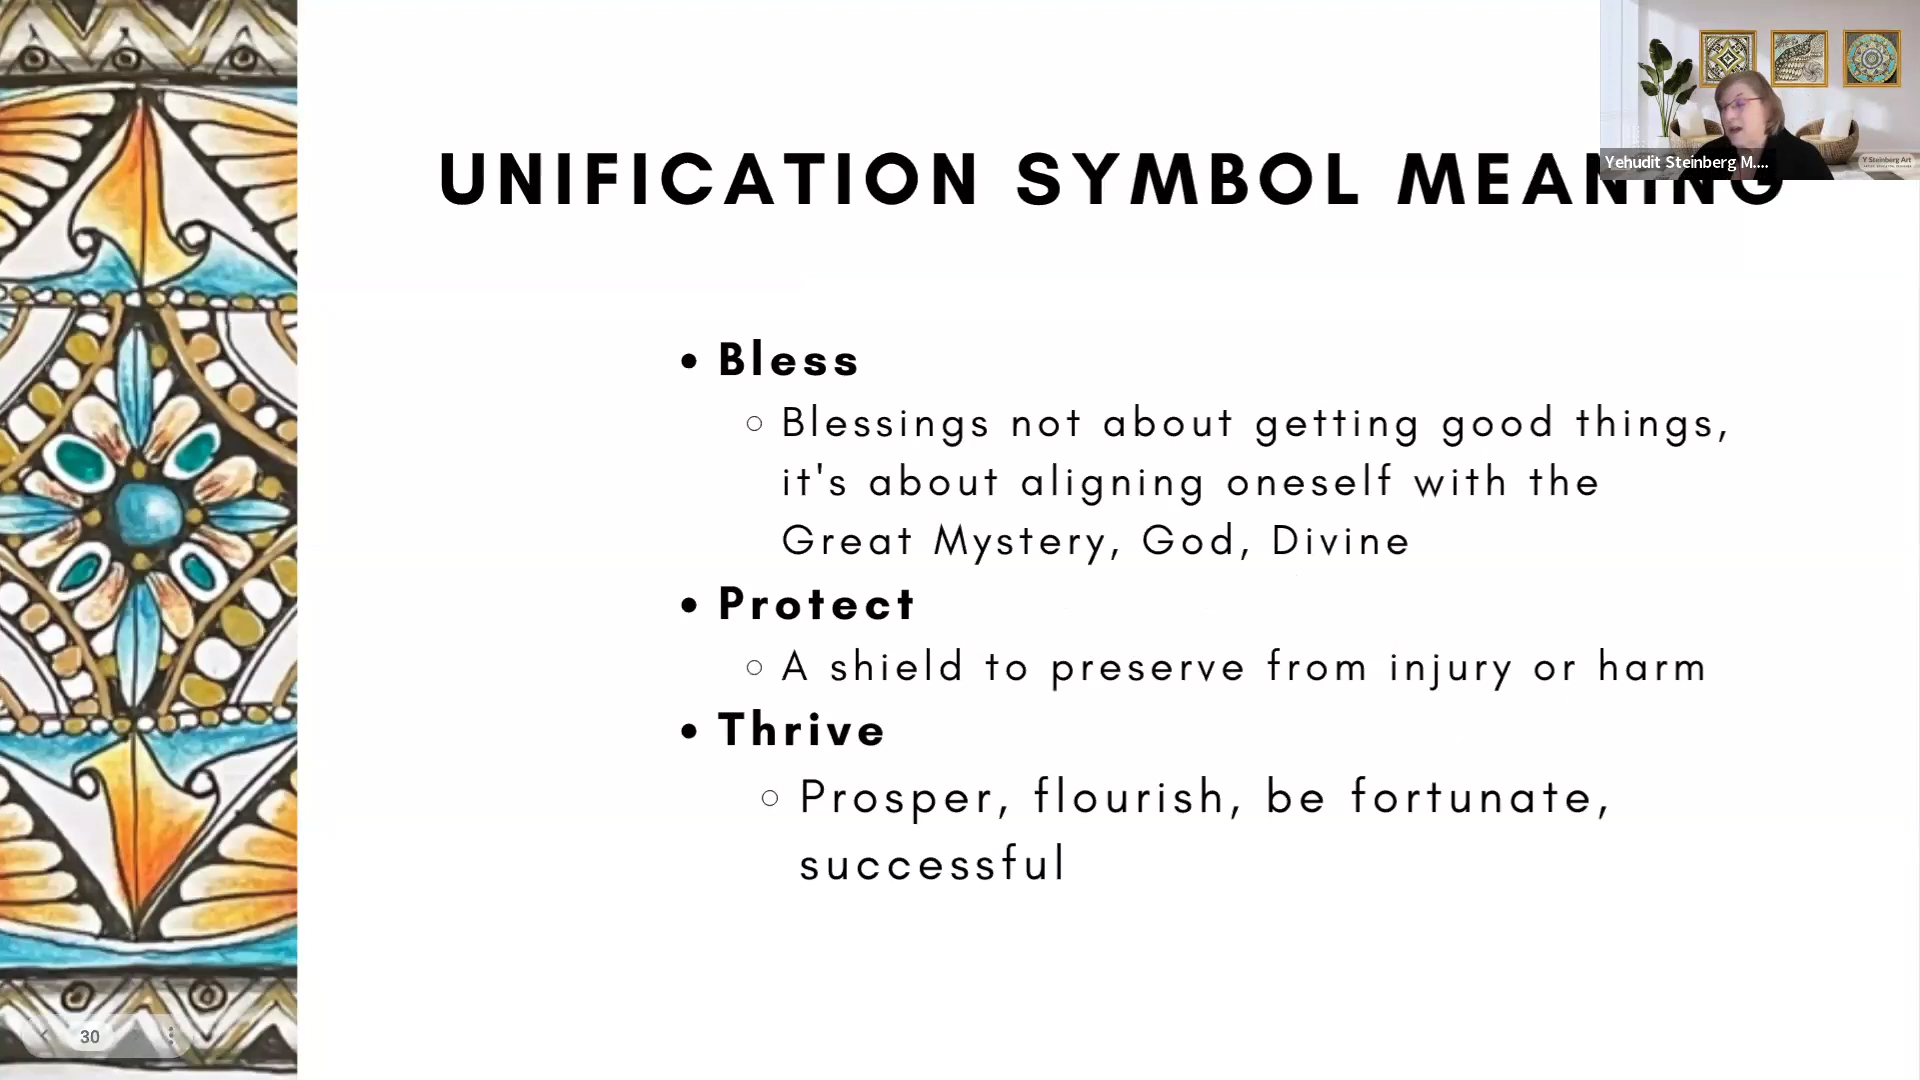 UNIFICATION SYMBOL MEANING
Yehudit Steinberg M....
Y Steinberg Art
• Bless
○ Blessings not about getting good things,
it's about aligning oneself with the
Great Mystery, God, Divine
• Protect
○ A shield to preserve from injury or harm
• Thrive
○ Prosper, flourish, be fortunate,
successful
30